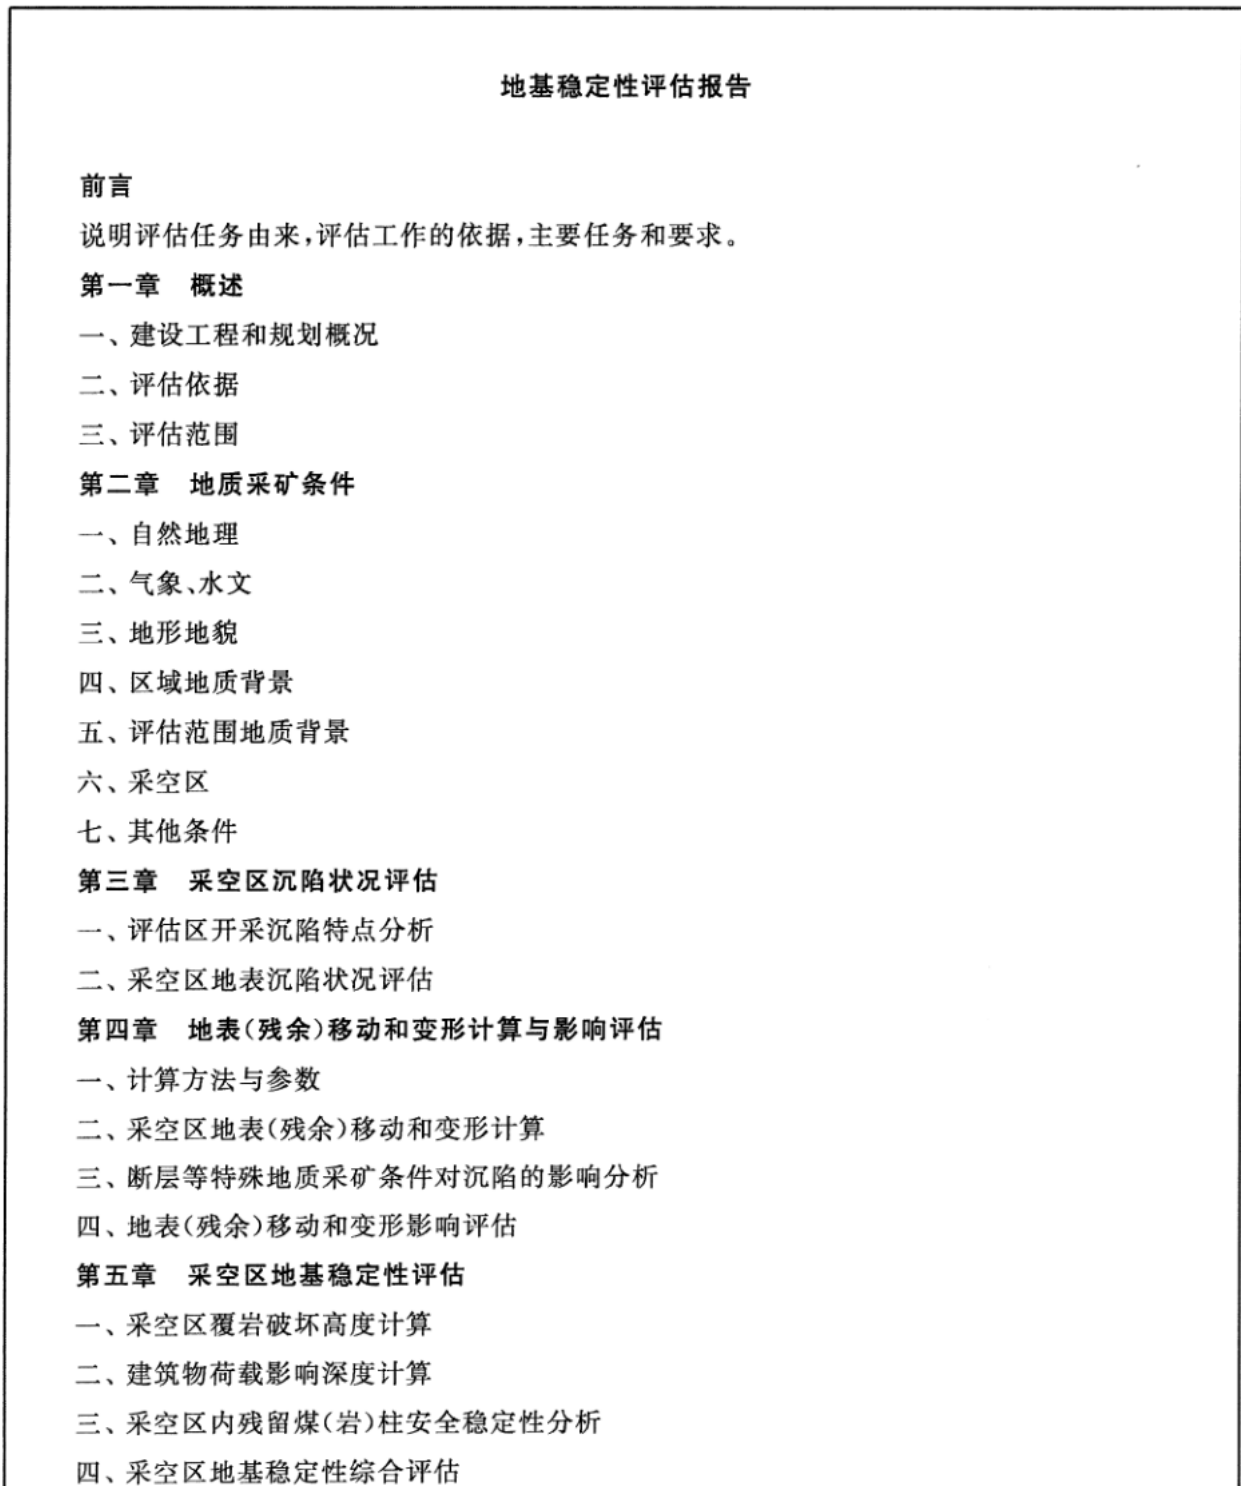 地基稳定性评估报告
前言
说明评估任务由来,评估工作的依据,主要任务和要求。
第一章　概述
一、建设工程和规划概况
二、评估依据
三、评估范围
第二章　地质采矿条件
一、自然地理
二、气象、水文
三、地形地貌
四、区域地质背景
五、评估范围地质背景
六、采空区
七、其他条件
第三章　采空区沉陷状况评估
一、评估区开采沉陷特点分析
二、采空区地表沉陷状况评估
第四章　地表(残余)移动和变形计算与影响评估
一、计算方法与参数
二、采空区地表(残余)移动和变形计算
三、断层等特殊地质采矿条件对沉陷的影响分析
四、地表(残余)移动和变形影响评估
第五章　采空区地基稳定性评估
一、采空区覆岩破坏高度计算
二、建筑物荷载影响深度计算
三、采空区内残留煤(岩)柱安全稳定性分析
四、采空区地基稳定性综合评估